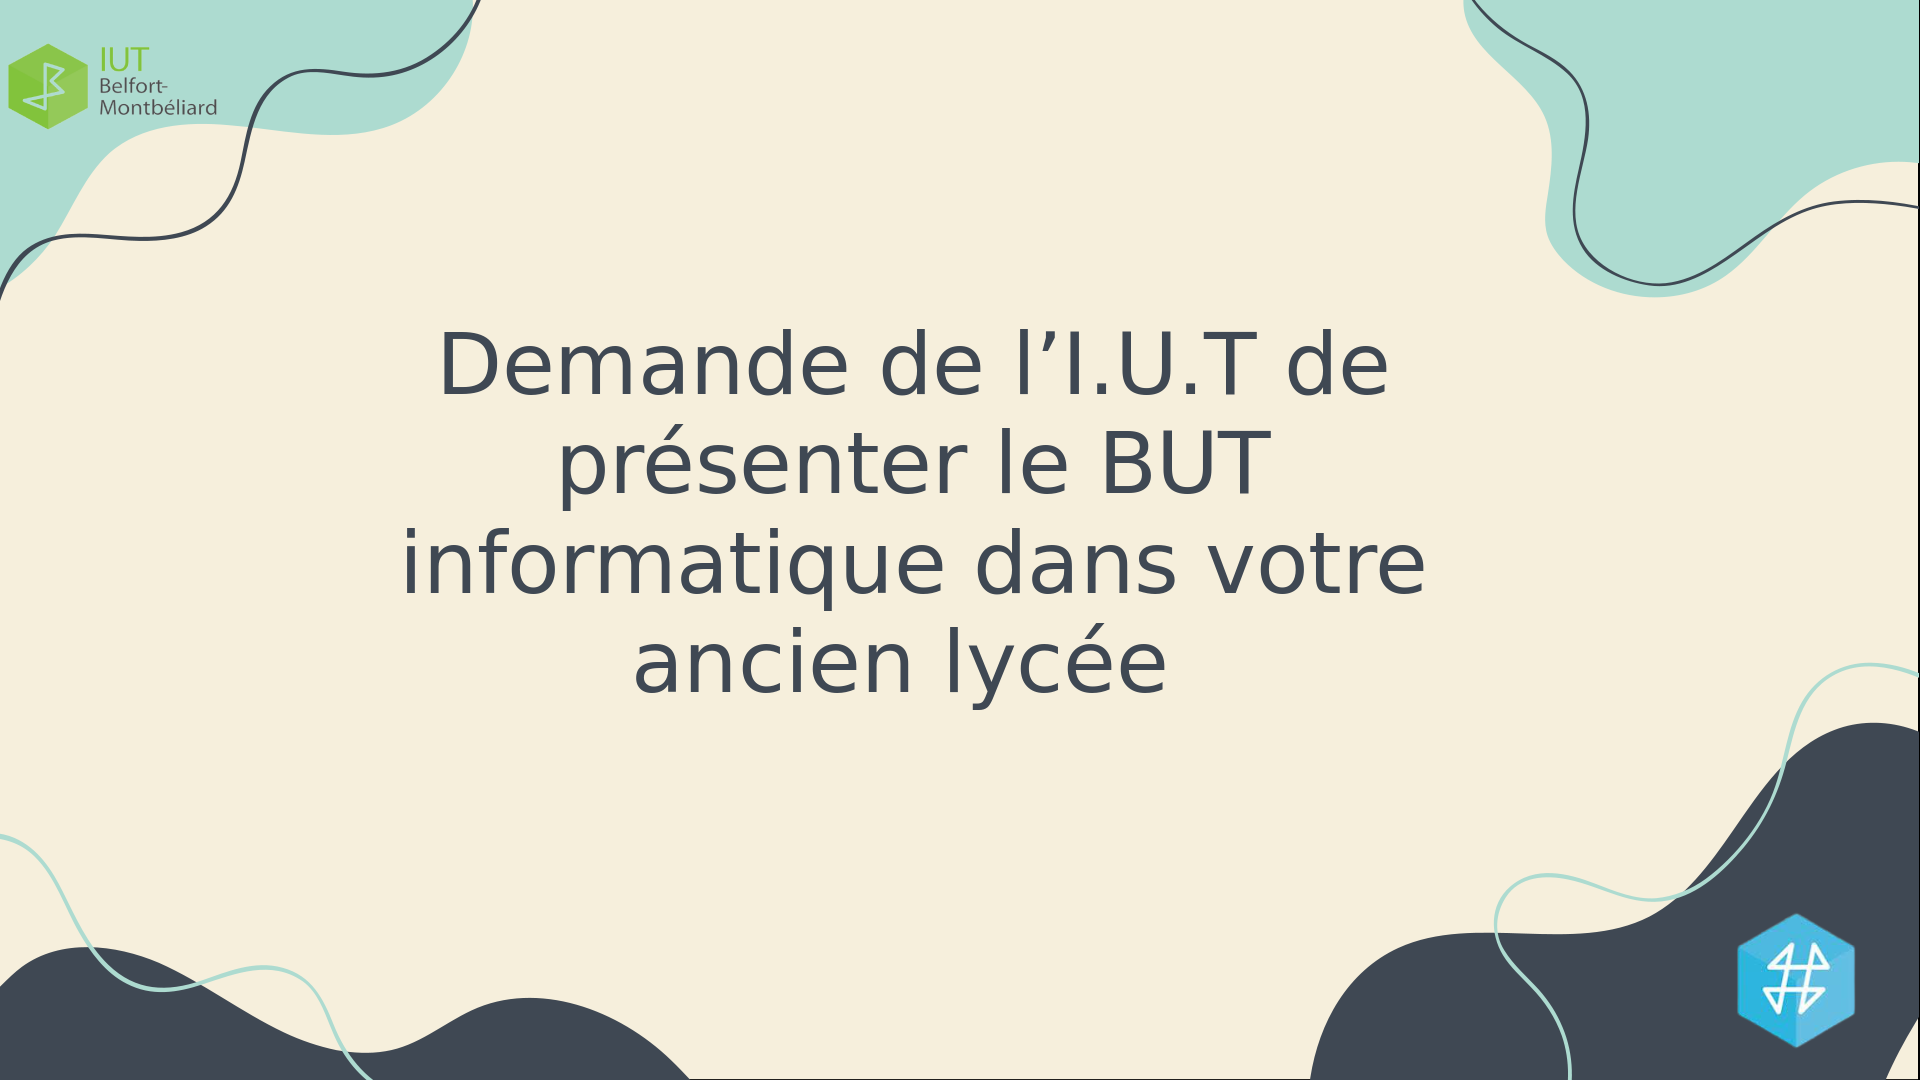 IUT
Belfort-
Montbéliard
Demande de l’I.U.T de
présenter le BUT
informatique dans votre
ancien lycée